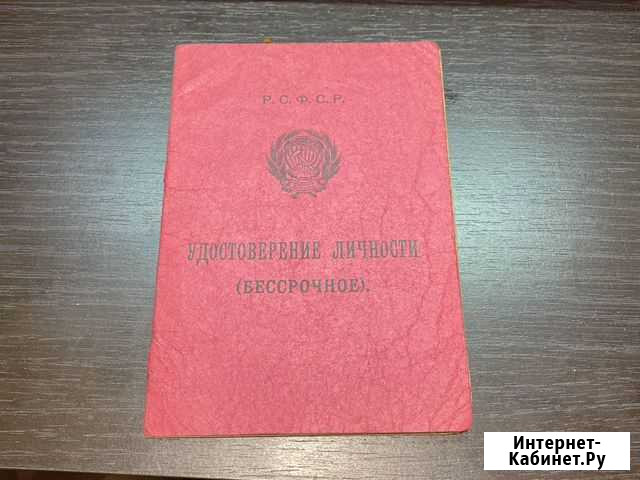 Р. С. Ф. С. Р.
УДОСТОВЕРЕНИЕ ЛИЧНОСТИ
(БЕССРОЧНОЕ).
Интернет-
Кабинет.Ру